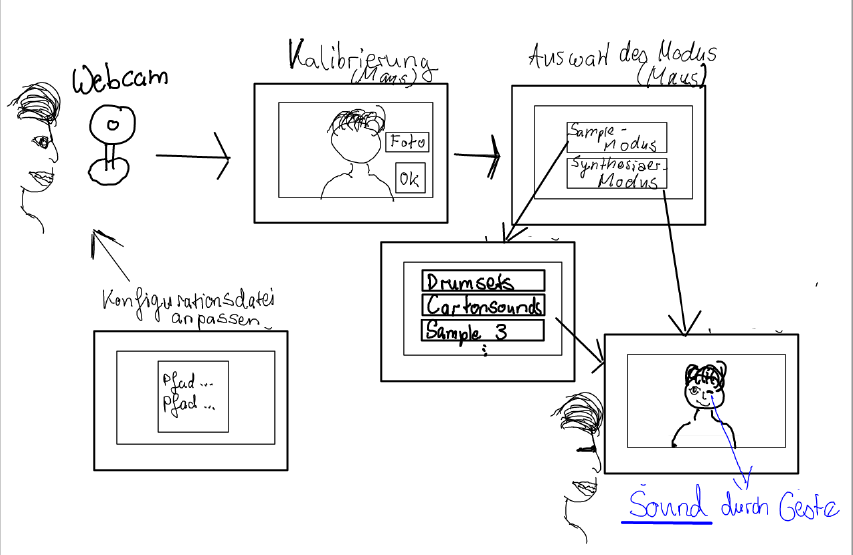 Webcam
Kalibrierung
(Maus)
Foto
Ok
Auswahl des Modus
(Maus)
Sample-
Modus
Synthesizer-
Modus
Drumsets
Cartonsounds
Sample 3
⋮
Konfigurationsdatei
anpassen
Pfad ...
Pfad ...
Sound durch Geste